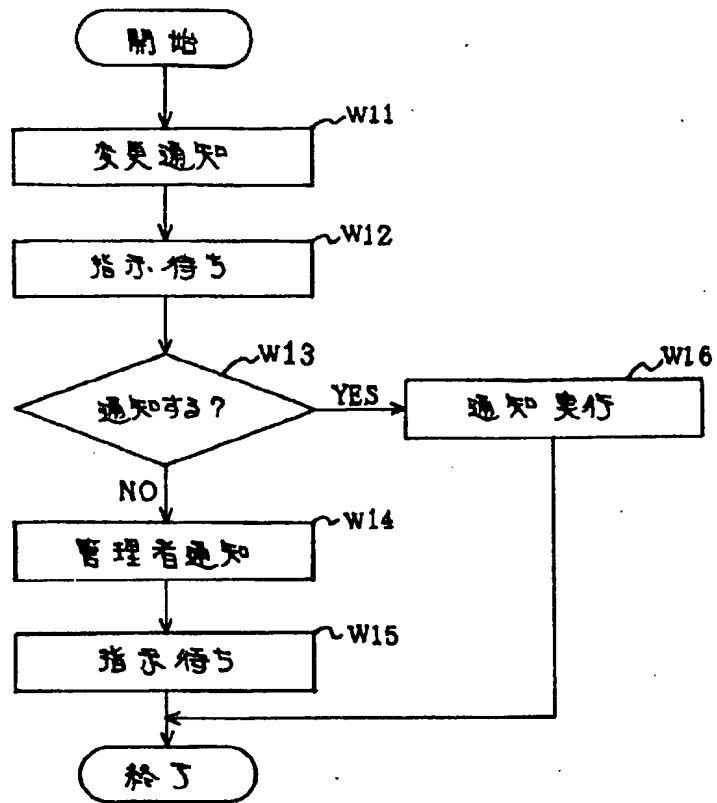 開始
W11
変更通知
W12
指示待ち
W13
通知する?
YES
W16
通知実行
NO
W14
管理者通知
W15
指示待ち
終了